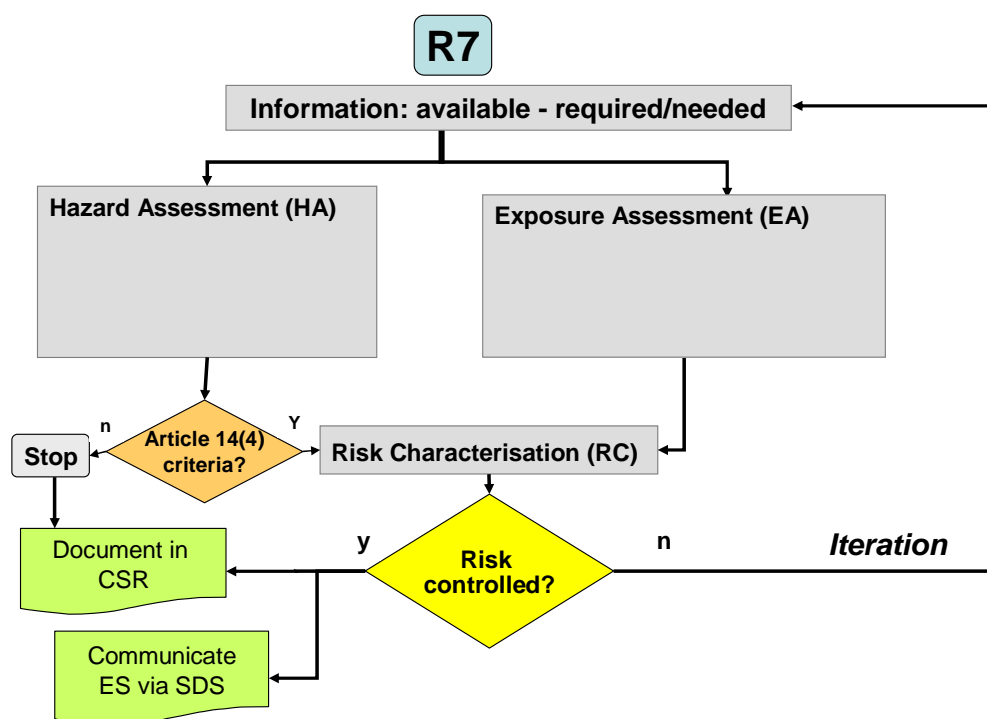 R7
Information: available - required/needed
Hazard Assessment (HA)
Exposure Assessment (EA)
n
Y
Article 14(4)
criteria?
Stop
Risk Characterisation (RC)
Document in
CSR
y
Risk
controlled?
n
Iteration
Communicate
ES via SDS